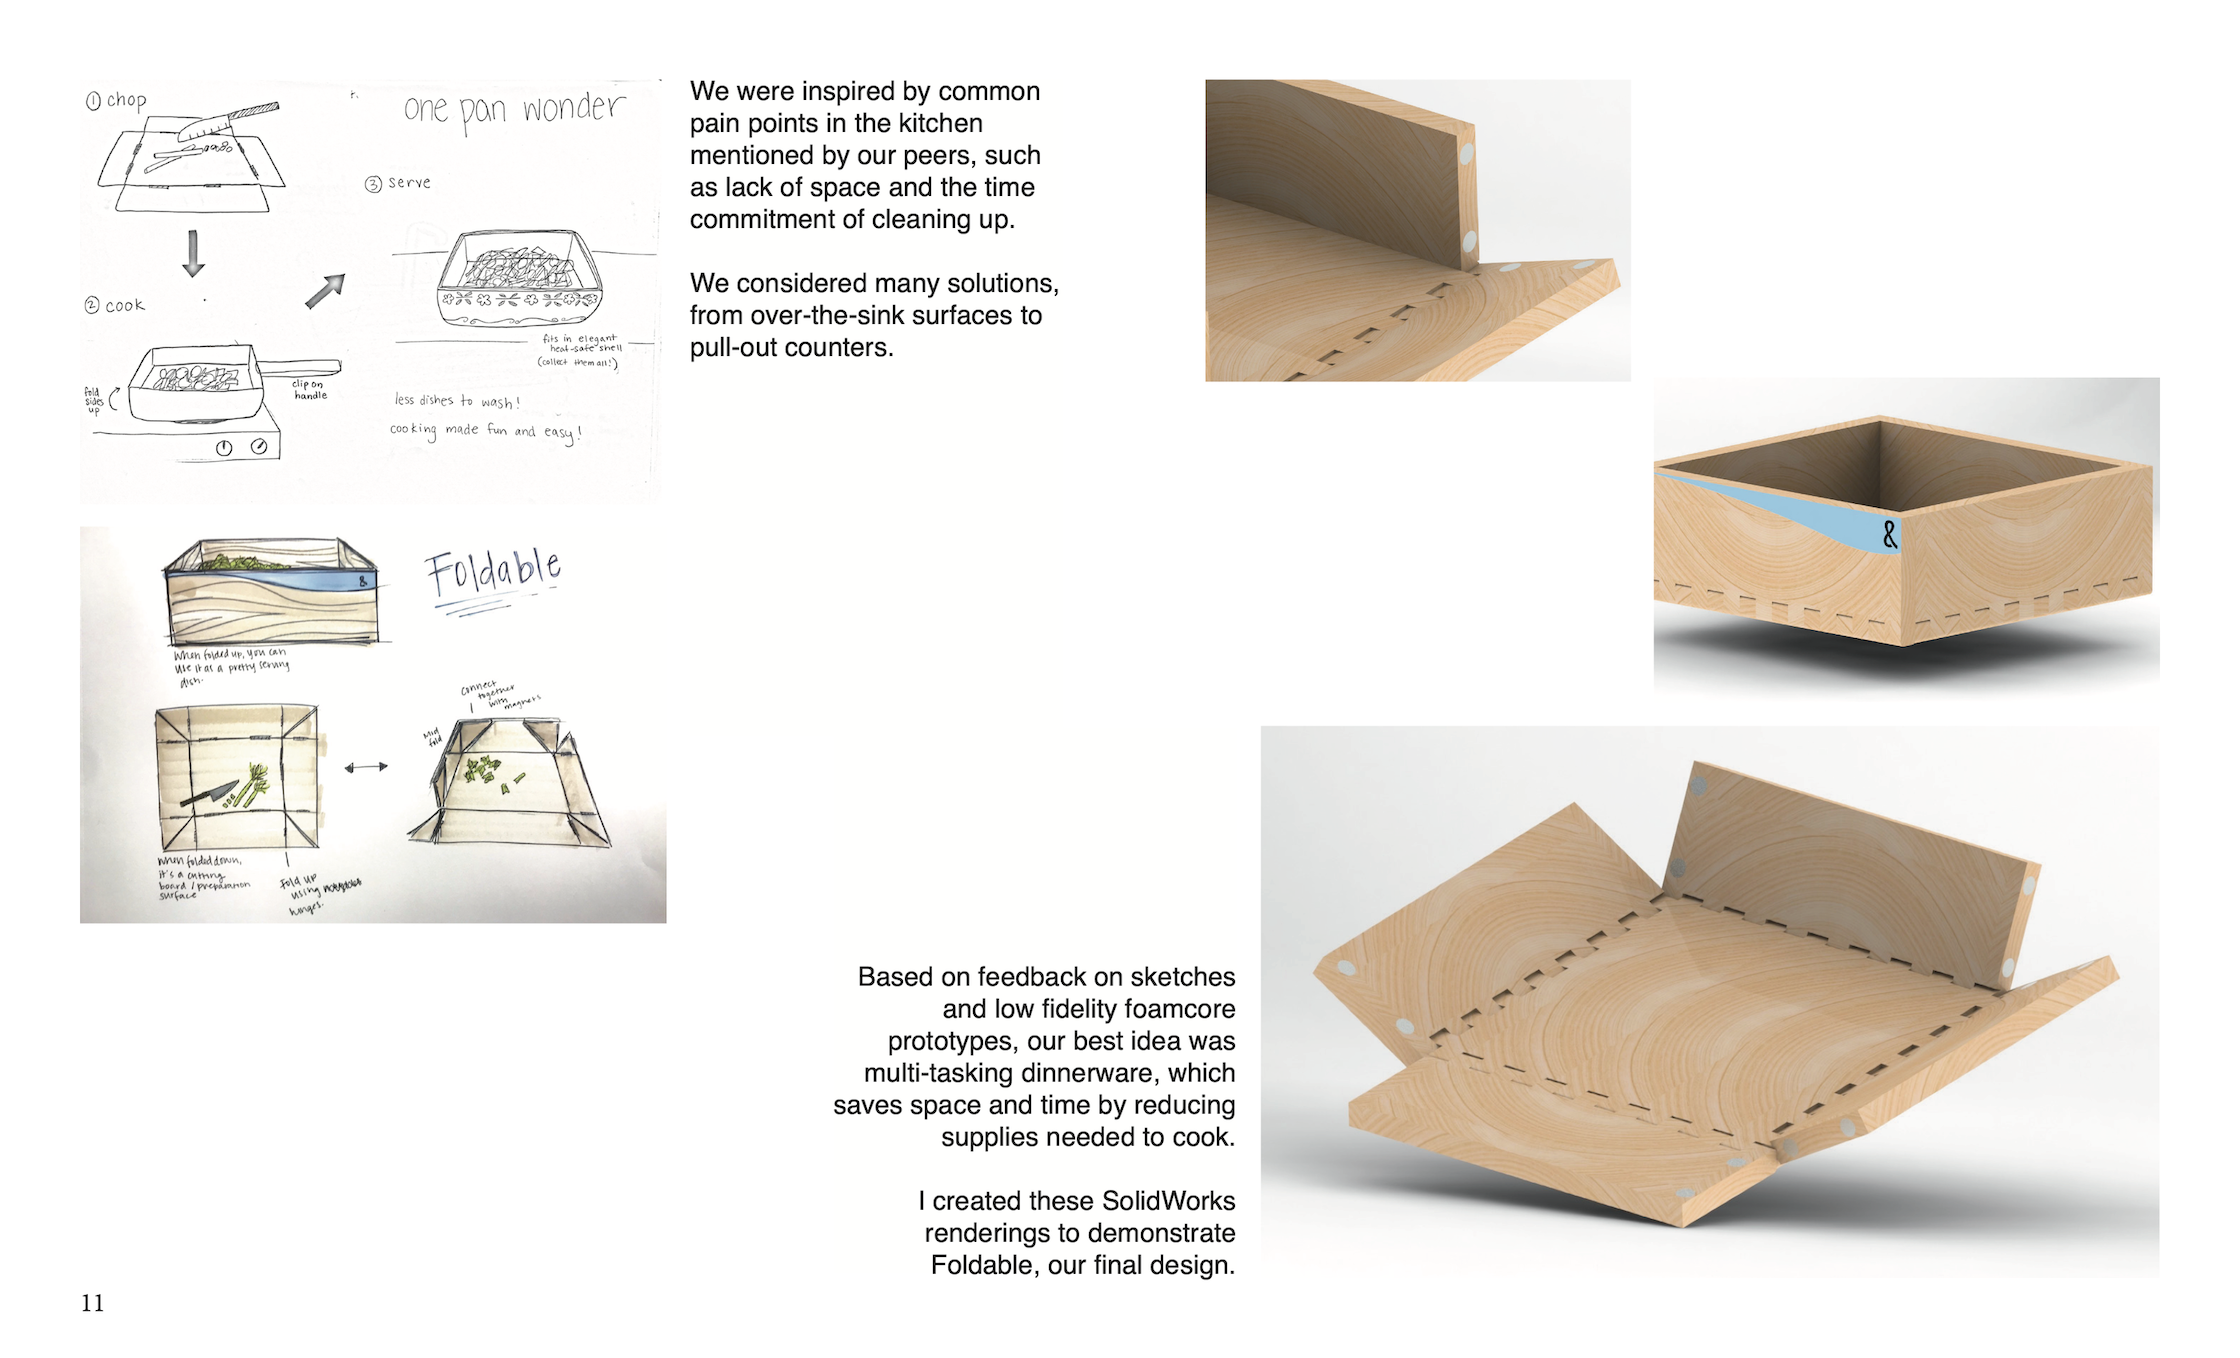 ① chop
one pan wonder
③ serve
② cook
fits in elegant
heat-safe shell
(collect them all!)
fold
sides
up
clip on
handle
less dishes to wash!
cooking made fun and easy!
We were inspired by common
pain points in the kitchen
mentioned by our peers, such
as lack of space and the time
commitment of cleaning up.
We considered many solutions,
from over-the-sink surfaces to
pull-out counters.
&
&
Foldable
When folded up, you can
use it as a pretty serving
dish.
connect
together
with
magnets
Mid
fold
When folded down,
it's a cutting
board / preparation
surface
Fold up
using
hinges.
Based on feedback on sketches
and low fidelity foamcore
prototypes, our best idea was
multi-tasking dinnerware, which
saves space and time by reducing
supplies needed to cook.
I created these SolidWorks
renderings to demonstrate
Foldable, our final design.
11